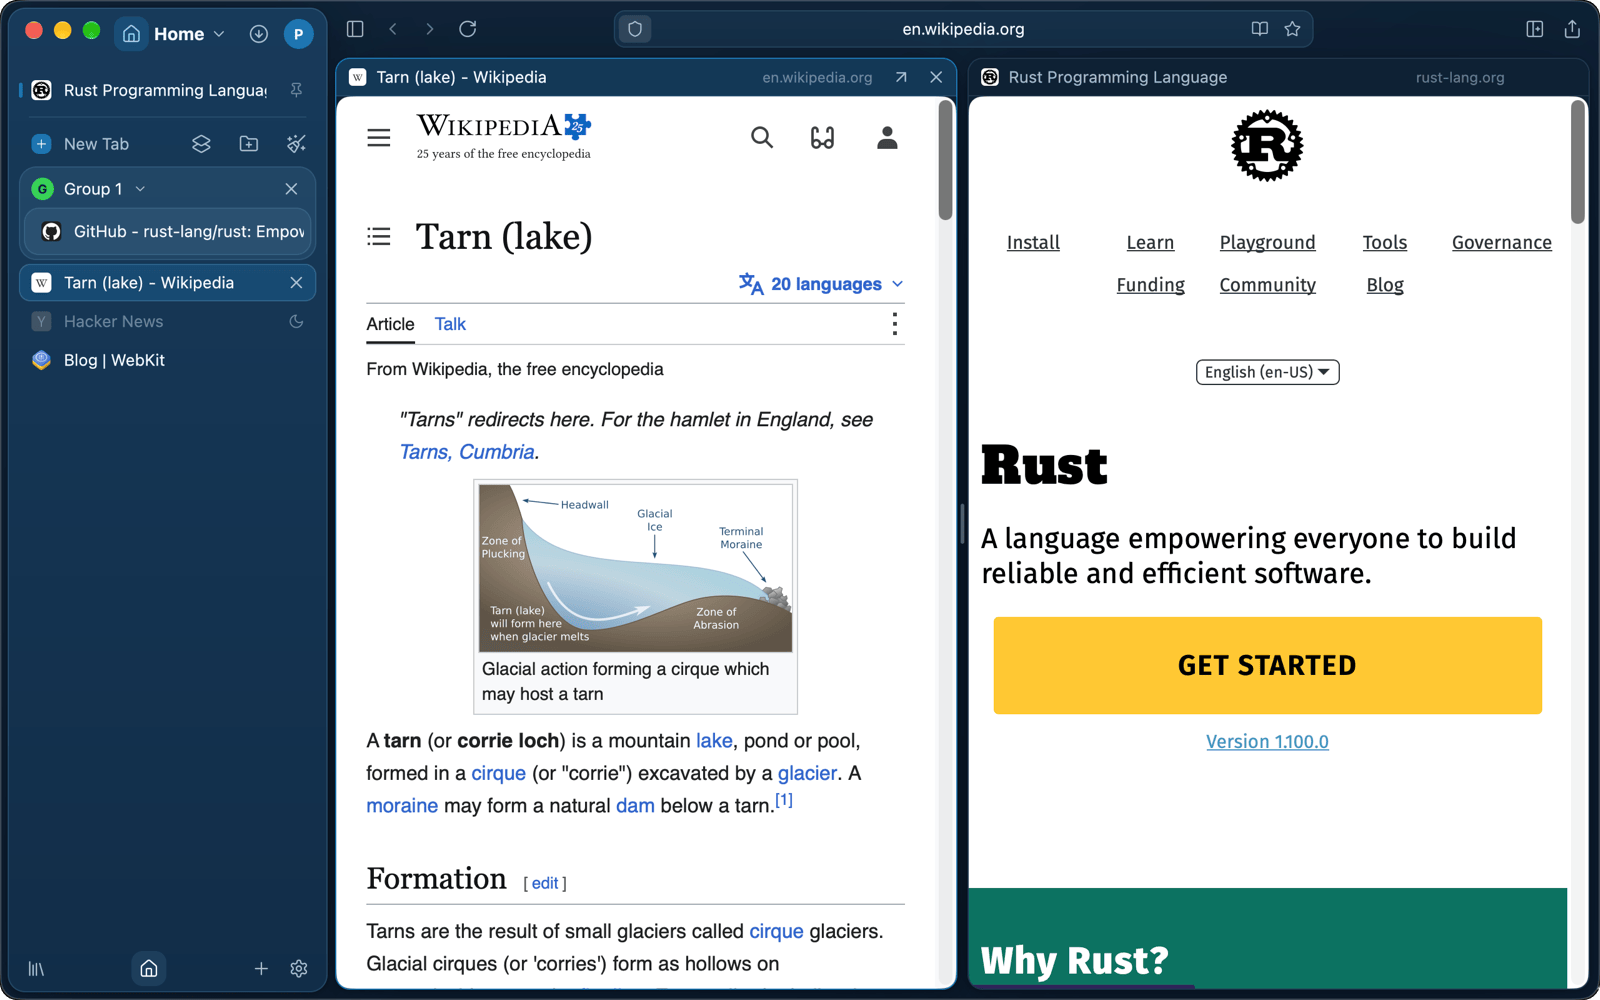 Home
P
Rust Programming Langua
New Tab
G Group 1
GitHub - rust-lang/rust: Empov
W Tarn (lake) - Wikipedia
Y Hacker News
Blog | WebKit
en.wikipedia.org
W Tarn (lake) - Wikipedia en.wikipedia.org
WIKIPEDIA 25
25 years of the free encyclopedia
Tarn (lake)
20 languages
Article Talk
From Wikipedia, the free encyclopedia
"Tarns" redirects here. For the hamlet in England, see
Tarns, Cumbria.
Headwall
Glacial
Ice
Terminal
Moraine
Zone of
Plucking
Tarn (lake)
will form here
when glacier melts
Zone of
Abrasion
Glacial action forming a cirque which
may host a tarn
A tarn (or corrie loch) is a mountain lake, pond or pool,
formed in a cirque (or "corrie") excavated by a glacier. A
moraine may form a natural dam below a tarn.[1]
Formation [ edit ]
Tarns are the result of small glaciers called cirque glaciers.
Glacial cirques (or 'corries') form as hollows on
Rust Programming Language rust-lang.org
R
Install Learn Playground Tools Governance
Funding Community Blog
English (en-US)
Rust
A language empowering everyone to build
reliable and efficient software.
GET STARTED
Version 1.100.0
Why Rust?